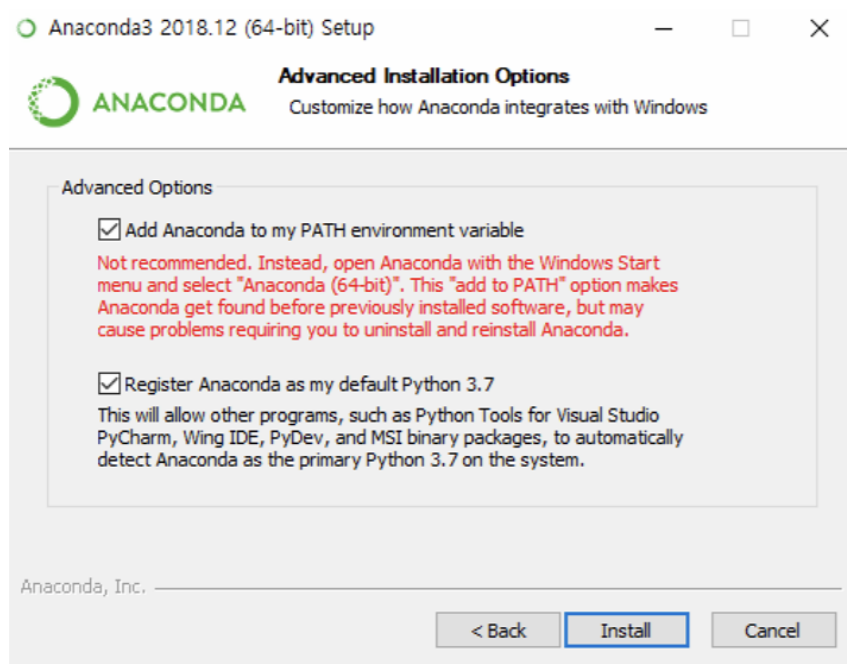 Anaconda3 2018.12 (64-bit) Setup
ANACONDA
Advanced Installation Options
Customize how Anaconda integrates with Windows
Advanced Options
Add Anaconda to my PATH environment variable
Not recommended. Instead, open Anaconda with the Windows Start
menu and select "Anaconda (64-bit)". This "add to PATH" option makes
Anaconda get found before previously installed software, but may
cause problems requiring you to uninstall and reinstall Anaconda.
Register Anaconda as my default Python 3.7
This will allow other programs, such as Python Tools for Visual Studio
PyCharm, Wing IDE, PyDev, and MSI binary packages, to automatically
detect Anaconda as the primary Python 3.7 on the system.
Anaconda, Inc.
< Back
Install
Cancel